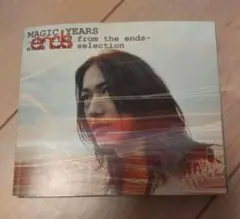 MAGIC YEARS
ends from the ends-
selection